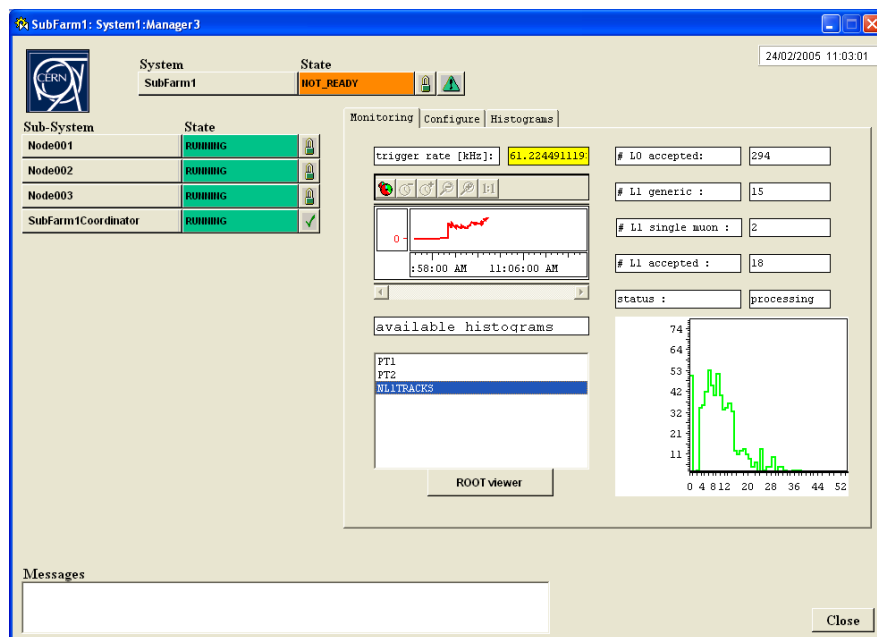 SubFarm1: System1:Manager3
24/02/2005 11:03:01
CERN
System State
SubFarm1 NOT_READY
Sub-System State
Node001 RUNNING
Node002 RUNNING
Node003 RUNNING
SubFarm1Coordinator RUNNING
Monitoring Configure Histograms
trigger rate [kHz]: 61.224491119
1:1
0
:58:00 AM 11:06:00 AM
available histograms
PT1
PT2
NL1TRACKS
ROOT viewer
# L0 accepted: 294
# L1 generic : 15
# L1 single muon : 2
# L1 accepted : 18
status : processing
74
64
53
42
32
21
11
0 4 8 12 20 28 36 44 52
Messages
Close